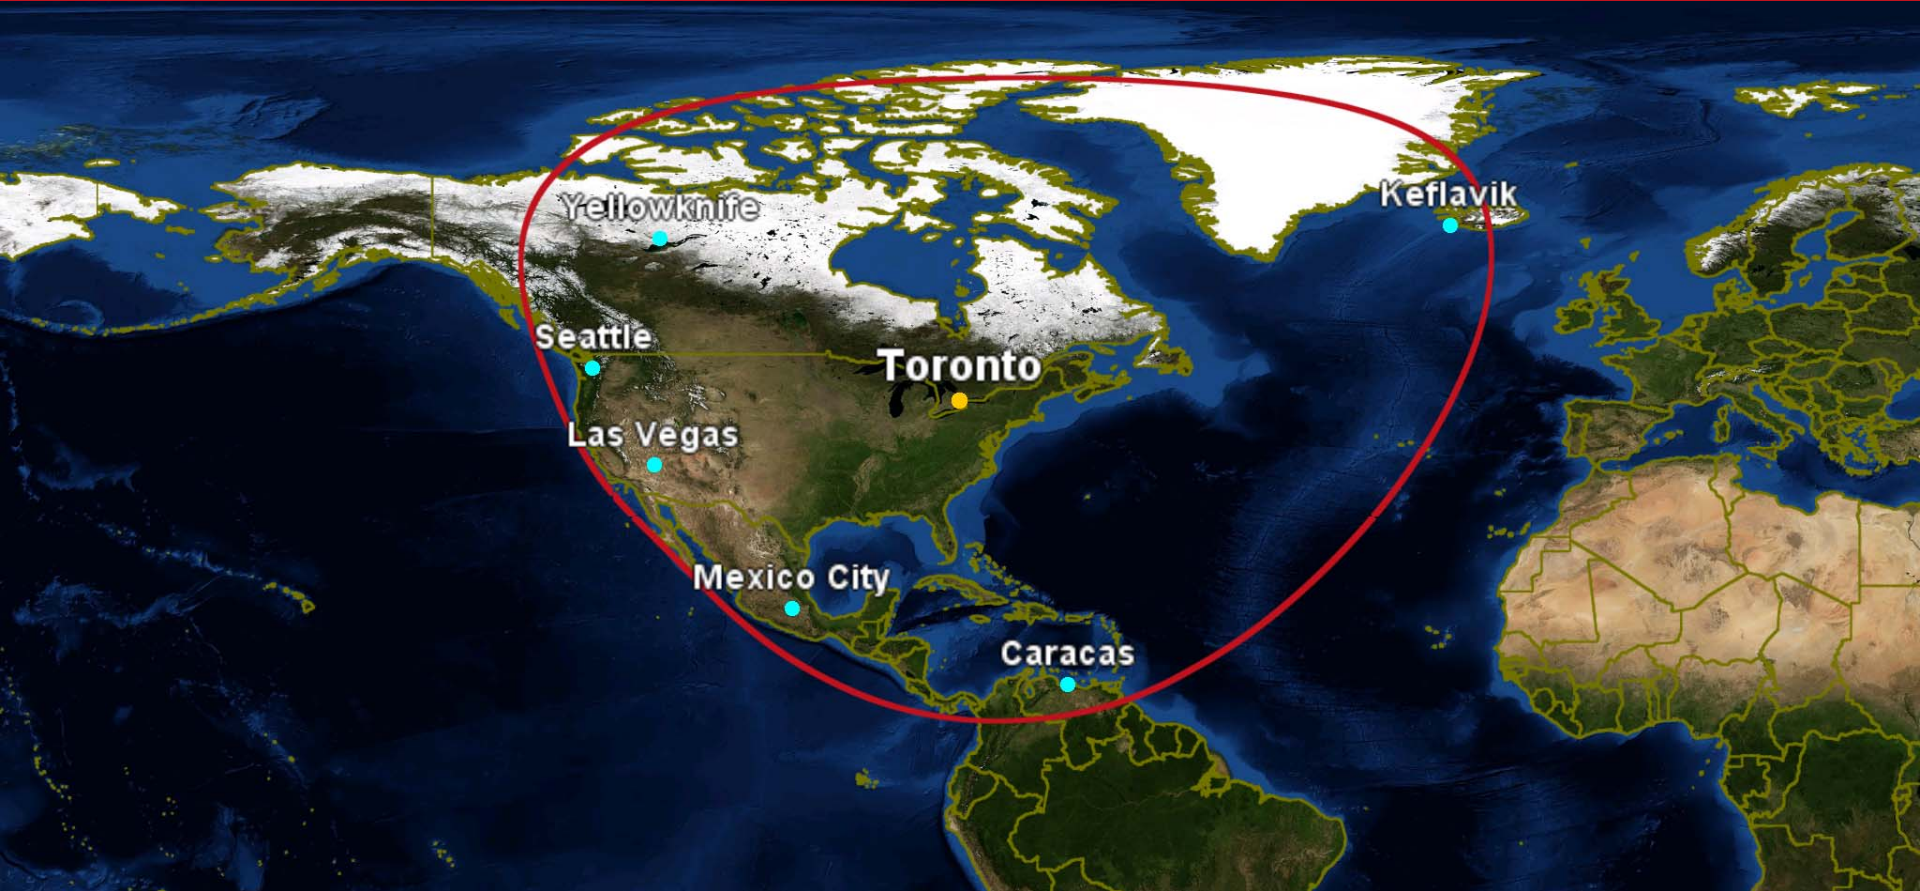 Yellowknife
Keflavik
Seattle
Toronto
Las Vegas
Mexico City
Caracas